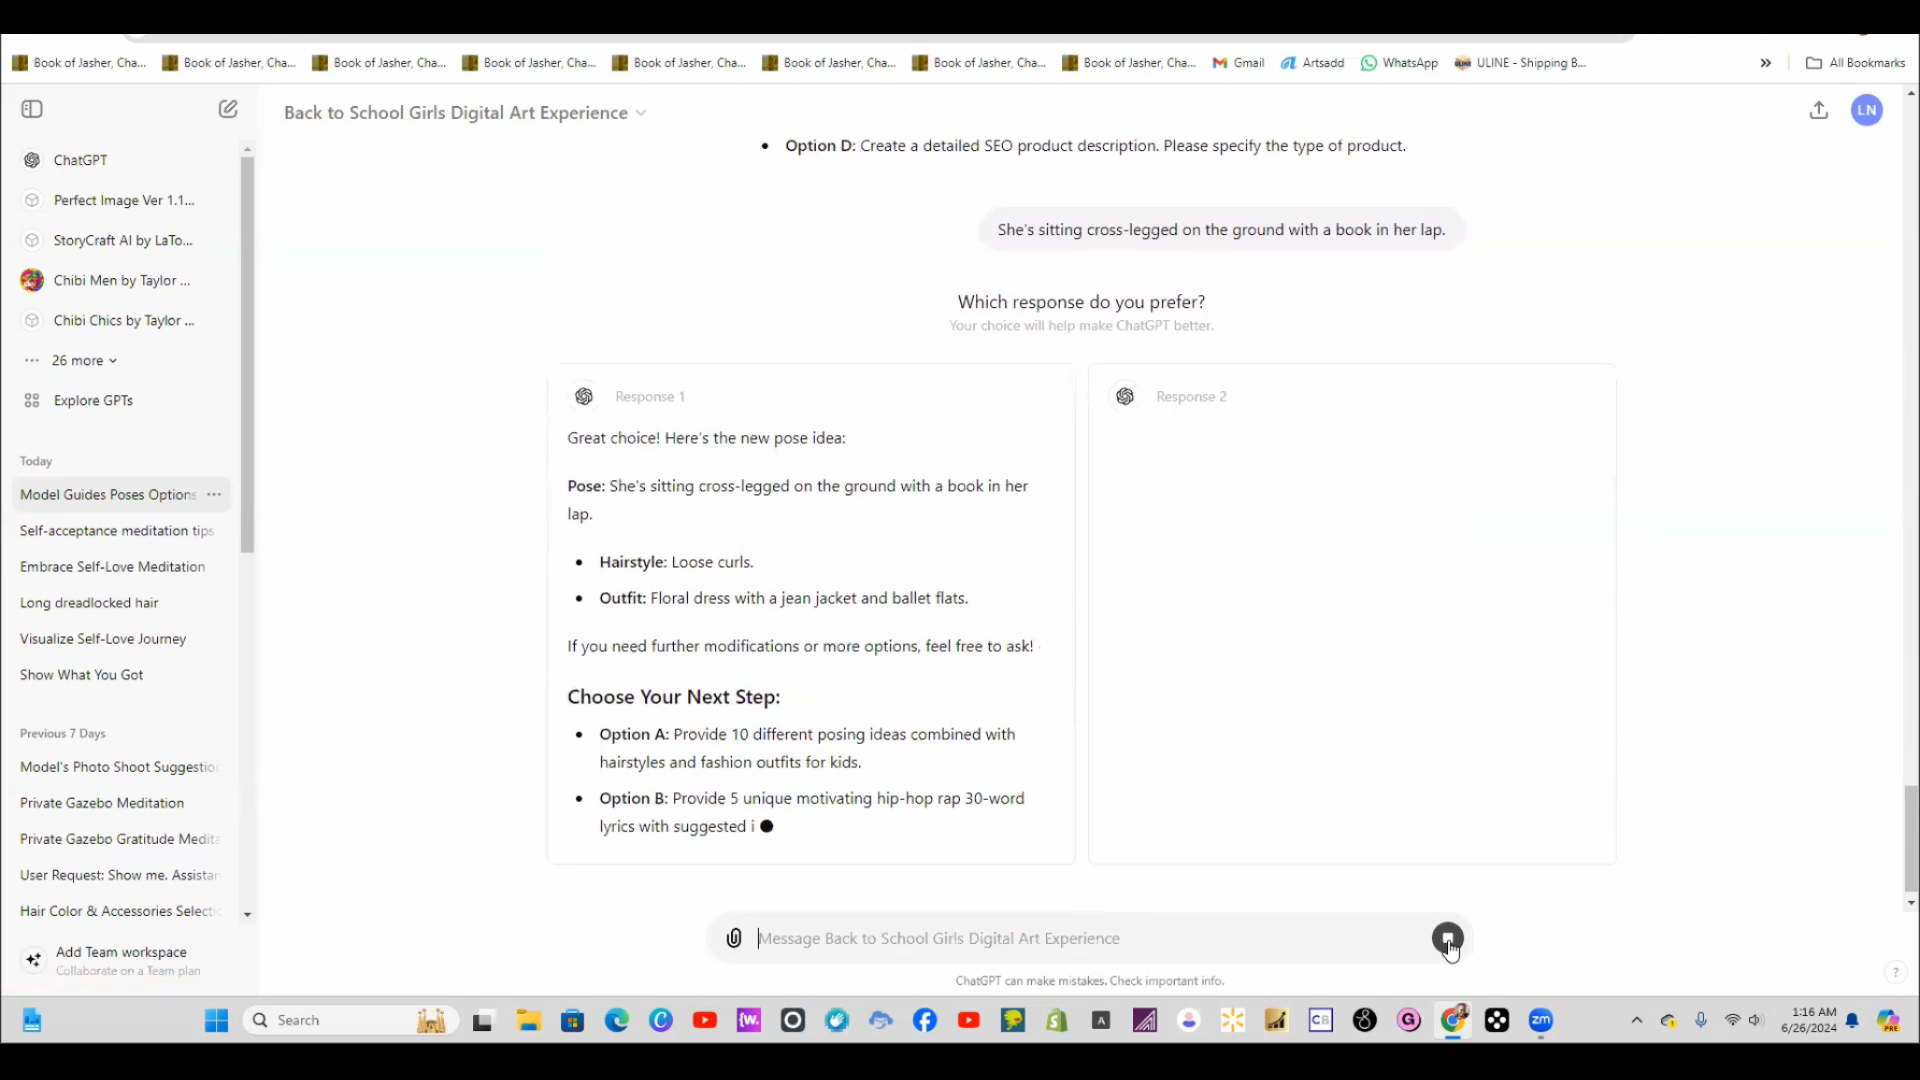 Book of Jasher, Cha...
Book of Jasher, Cha...
Book of Jasher, Cha...
Book of Jasher, Cha...
Book of Jasher, Cha...
Book of Jasher, Cha...
Book of Jasher, Cha...
Book of Jasher, Cha...
Gmail
Artsadd
WhatsApp
ULINE - Shipping B...
All Bookmarks
Back to School Girls Digital Art Experience
LN
ChatGPT
Perfect Image Ver 1.1...
StoryCraft AI by LaTo...
Chibi Men by Taylor ...
Chibi Chics by Taylor ...
26 more
Explore GPTs
Today
Model Guides Poses Options
Self-acceptance meditation tips
Embrace Self-Love Meditation
Long dreadlocked hair
Visualize Self-Love Journey
Show What You Got
Previous 7 Days
Model's Photo Shoot Suggestion
Private Gazebo Meditation
Private Gazebo Gratitude Medita
User Request: Show me. Assistan
Hair Color & Accessories Selecti
Add Team workspace
Collaborate on a Team plan
Option D: Create a detailed SEO product description. Please specify the type of product.
She's sitting cross-legged on the ground with a book in her lap.
Which response do you prefer?
Your choice will help make ChatGPT better.
Response 1
Great choice! Here's the new pose idea:
Pose: She's sitting cross-legged on the ground with a book in her
lap.
Hairstyle: Loose curls.
Outfit: Floral dress with a jean jacket and ballet flats.
If you need further modifications or more options, feel free to ask!
Choose Your Next Step:
Option A: Provide 10 different posing ideas combined with
hairstyles and fashion outfits for kids.
Option B: Provide 5 unique motivating hip-hop rap 30-word
lyrics with suggested i
Response 2
Message Back to School Girls Digital Art Experience
ChatGPT can make mistakes. Check important info.
?
Search
{w.
A
CB
G
zm
1:16 AM
6/26/2024
PRE